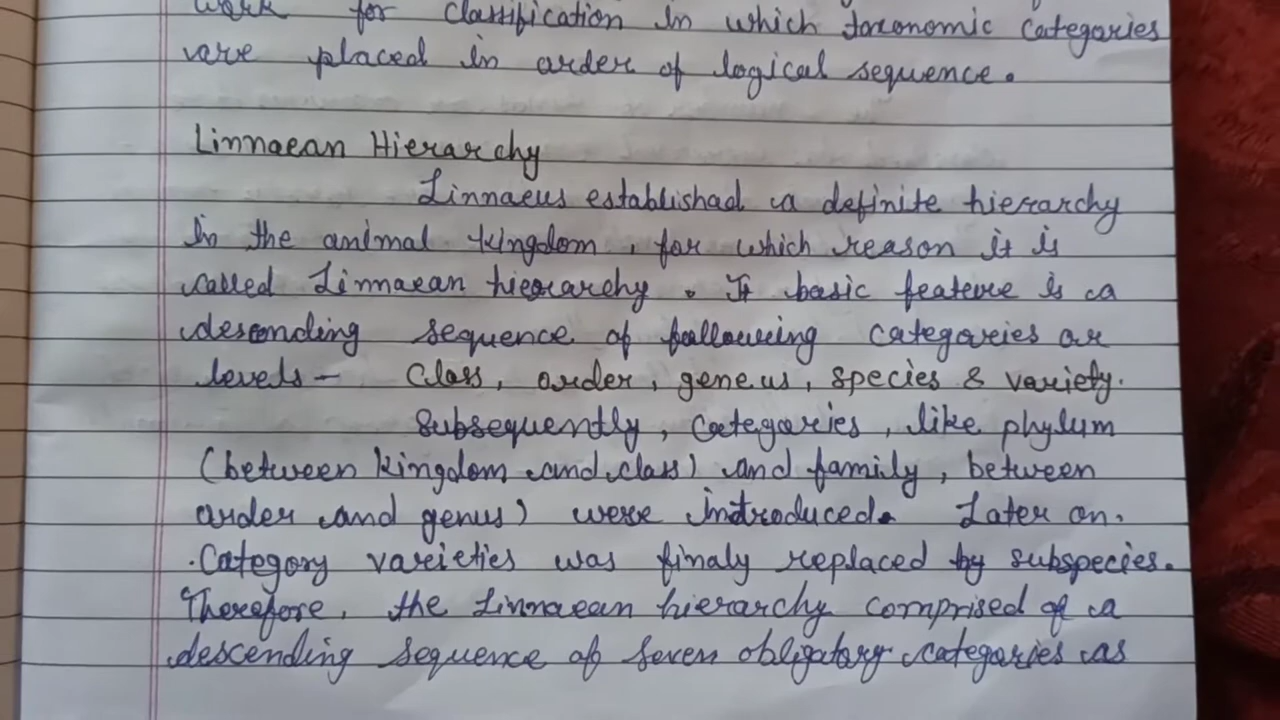 work for classification in which taxonomic categories
are placed in order of logical sequence.
Linnaean Hierarchy
Linnaeus established a definite hierarchy
in the animal kingdom, for which reason it is
called Linnaean hierarchy. It basic feature is a
desending sequence of following categories or
levels - Class, order, geneus, species & variety.
Subsequently, categories, like phylum
(between kingdom and class) and family, between
order and genus) were introduced. Later on.
Category varieties was finaly replaced by subspecies.
Therefore, the Linnaean hierarchy comprised of a
descending sequence of seven obligatory categories as